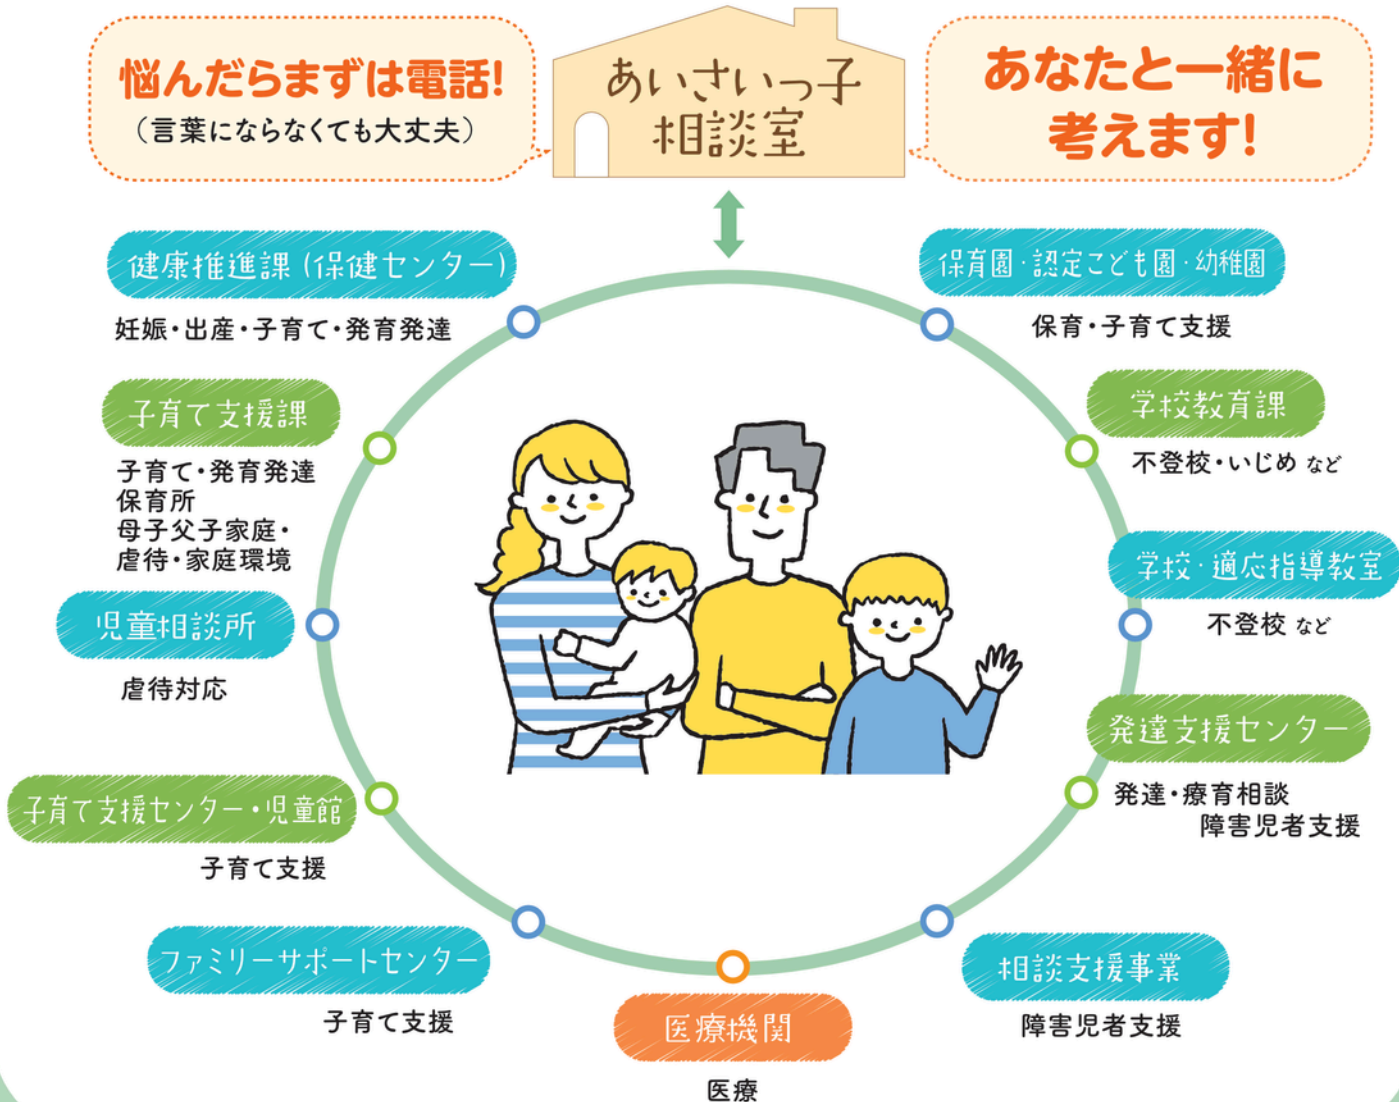 悩んだらまずは電話!
（言葉にならなくても大丈夫）
あいさいっ子
相談室
あなたと一緒に
考えます!
健康推進課(保健センター)
妊娠・出産・子育て・発育発達
子育て支援課
子育て・発育発達
保育所
母子父子家庭・
虐待・家庭環境
児童相談所
虐待対応
子育て支援センター・児童館
子育て支援
ファミリーサポートセンター
子育て支援
医療機関
医療
保育園・認定こども園・幼稚園
保育・子育て支援
学校教育課
不登校・いじめ など
学校・適応指導教室
不登校 など
発達支援センター
発達・療育相談
障害児者支援
相談支援事業
障害児者支援